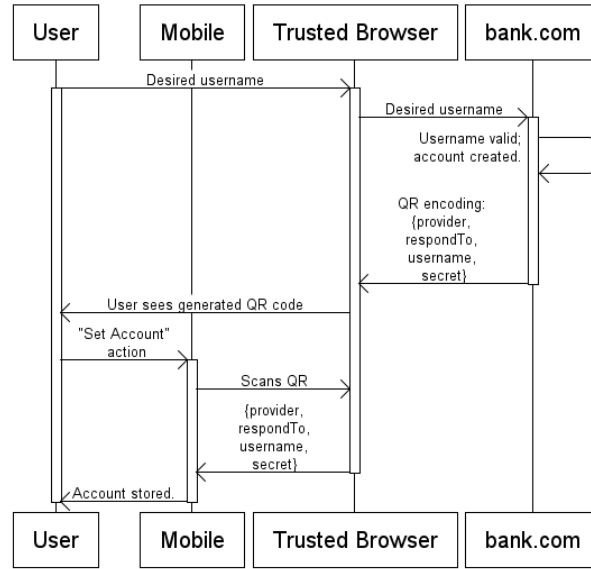 User
Mobile
Trusted Browser
bank.com
Desired username
Desired username
Username valid;
account created.
QR encoding:
{provider,
respondTo,
username,
secret}
User sees generated QR code
"Set Account"
action
Scans QR
{provider,
respondTo,
username,
secret}
Account stored.
User
Mobile
Trusted Browser
bank.com